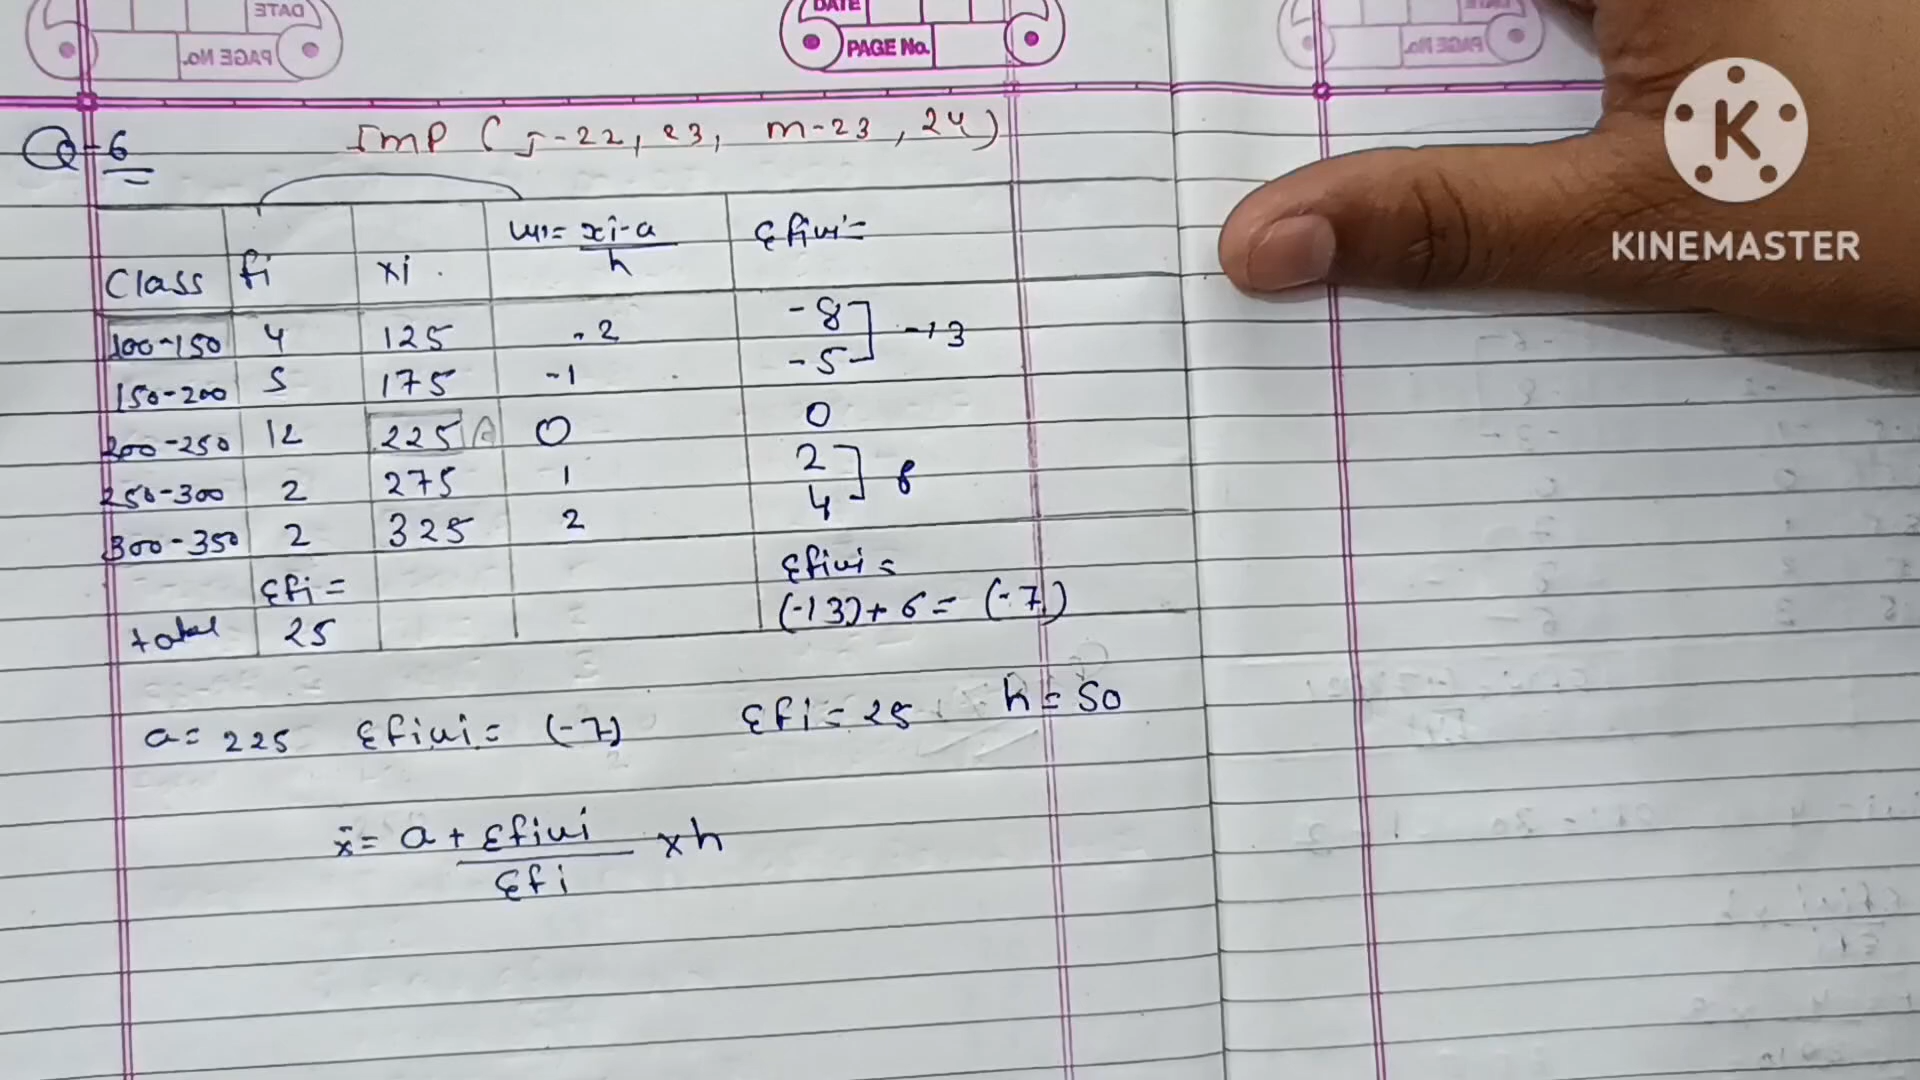 DATE
PAGE No.
Q-6
Imp (J-22, 23, m-23, 24)
Class fi xi ui = xi-a / h Σfiui =
100-150 4 125 -2 -8
-13
150-200 5 175 -1 -5
200-250 12 225 A 0 0
250-300 2 275 1 2
6
300-350 2 325 2 4
total Σfi = 25 Σfiui = (-13) + 6 = (-7)
a = 225 Σfiui = (-7) Σfi = 25 h = 50
x̄ = a + Σfiui / Σfi × h
K
KINEMASTER